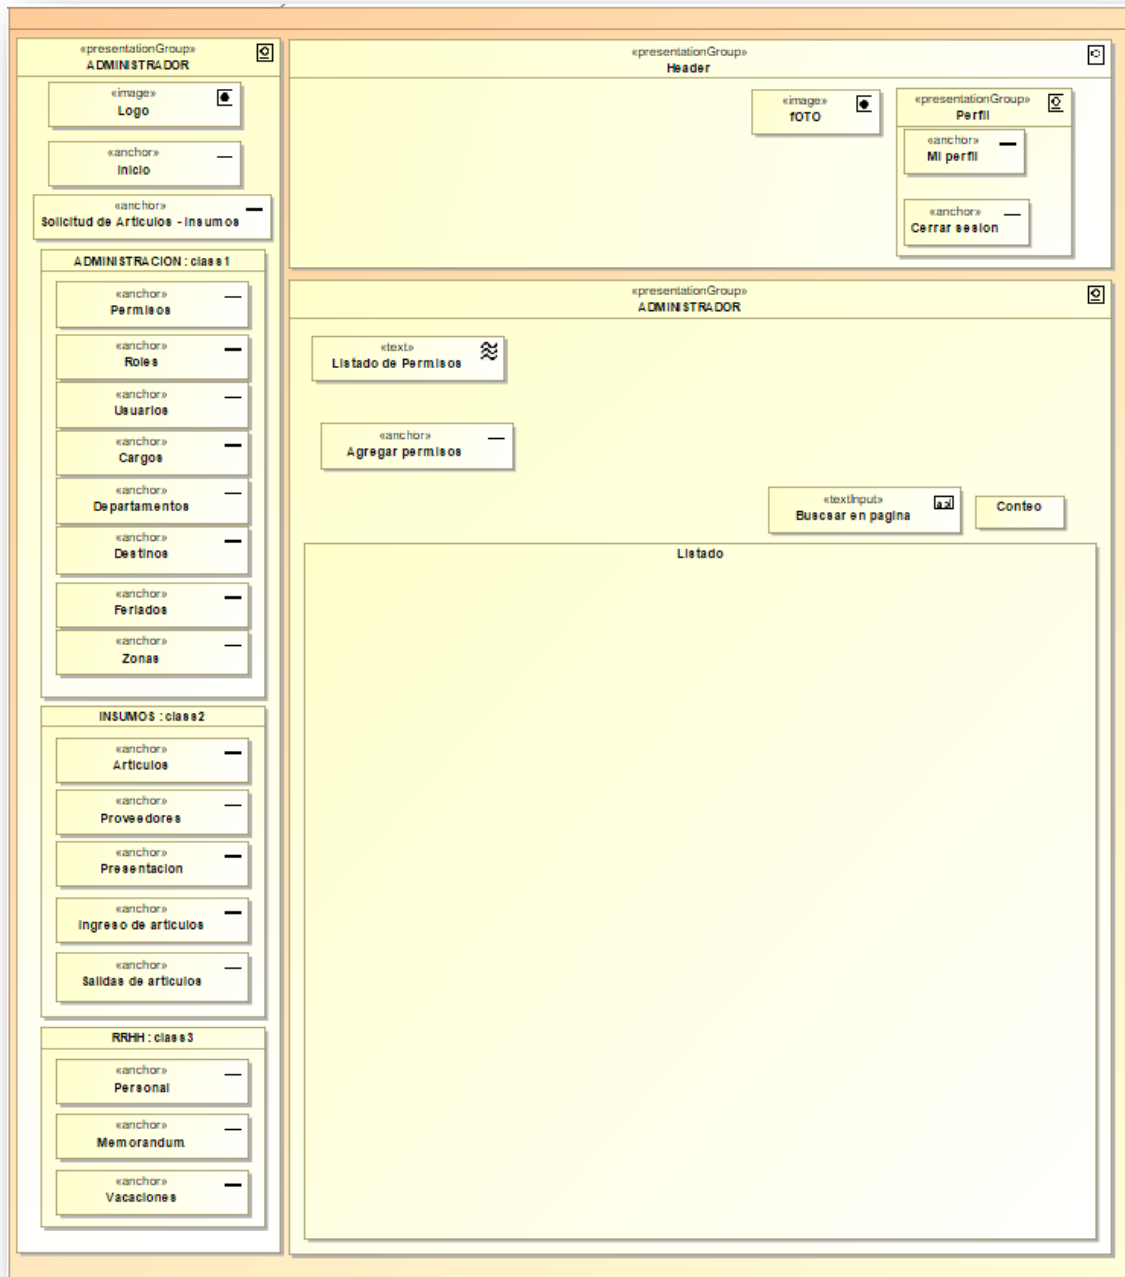 «presentationGroup»
ADMINISTRADOR
«image»
Logo
«anchor»
Inicio
«anchor»
Solicitud de Articulos - Insumos
ADMINISTRACION : class1
«anchor»
Permisos
«anchor»
Roles
«anchor»
Usuarios
«anchor»
Cargos
«anchor»
Departamentos
«anchor»
Destinos
«anchor»
Feriados
«anchor»
Zonas
INSUMOS : class2
«anchor»
Articulos
«anchor»
Proveedores
«anchor»
Presentacion
«anchor»
Ingreso de articulos
«anchor»
Salidas de articulos
RRHH : class3
«anchor»
Personal
«anchor»
Memorandum
«anchor»
Vacaciones
«presentationGroup»
Header
«image»
fOTO
«presentationGroup»
Perfil
«anchor»
Mi perfil
«anchor»
Cerrar sesion
«presentationGroup»
ADMINISTRADOR
«text»
Listado de Permisos
«anchor»
Agregar permisos
«textInput»
Buscsar en pagina
ab|
Conteo
Listado